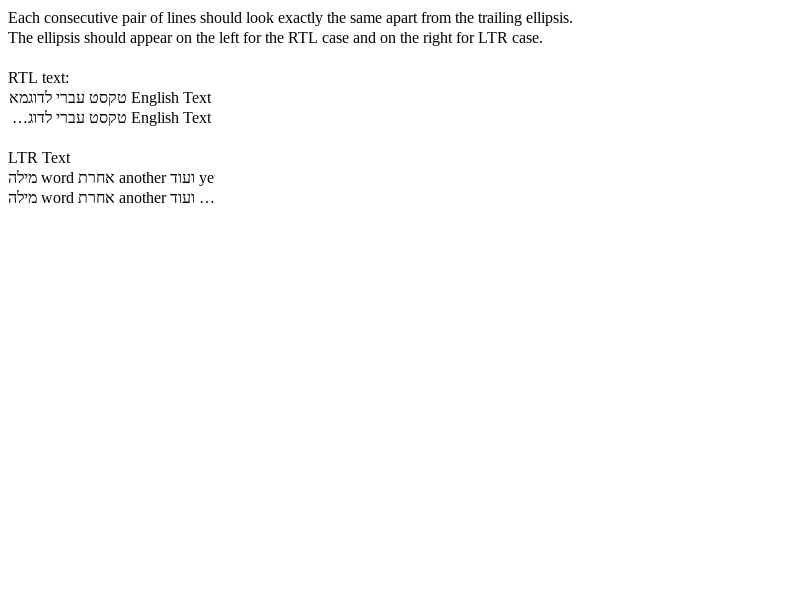 Each consecutive pair of lines should look exactly the same apart from the trailing ellipsis.
The ellipsis should appear on the left for the RTL case and on the right for LTR case.
RTL text:
English Text טקסט עברי לדוגמא
English Text טקסט עברי לדוג…
LTR Text
מילה word אחרת another ועוד ye
מילה word אחרת another ועוד …